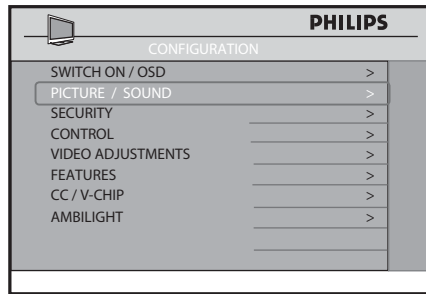 PHILIPS
CONFIGURATION
SWITCH ON / OSD >
PICTURE / SOUND >
SECURITY >
CONTROL >
VIDEO ADJUSTMENTS >
FEATURES >
CC / V-CHIP >
AMBILIGHT >